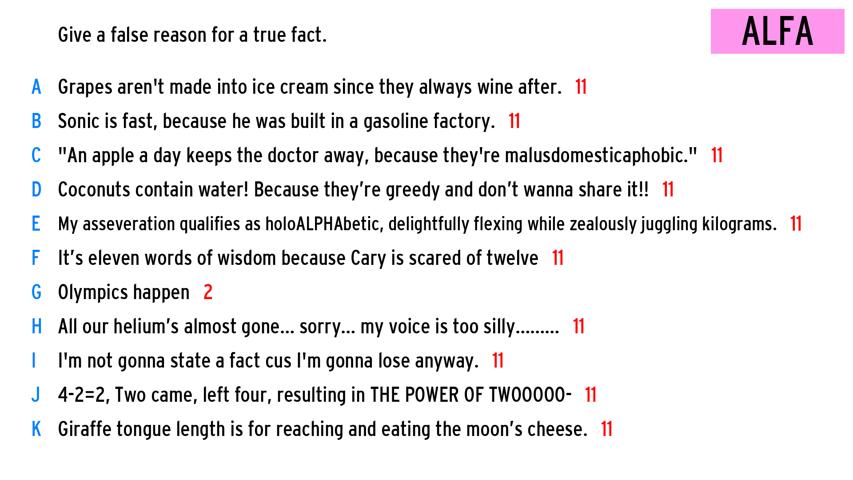 Give a false reason for a true fact.
ALFA
A Grapes aren't made into ice cream since they always wine after. 11
B Sonic is fast, because he was built in a gasoline factory. 11
C "An apple a day keeps the doctor away, because they're malusdomesticaphobic." 11
D Coconuts contain water! Because they’re greedy and don’t wanna share it!! 11
E My asseveration qualifies as holoALPHAbetic, delightfully flexing while zealously juggling kilograms. 11
F It’s eleven words of wisdom because Cary is scared of twelve 11
G Olympics happen 2
H All our helium’s almost gone... sorry... my voice is too silly......... 11
I I'm not gonna state a fact cus I'm gonna lose anyway. 11
J 4-2=2, Two came, left four, resulting in THE POWER OF TWOOOOO- 11
K Giraffe tongue length is for reaching and eating the moon’s cheese. 11